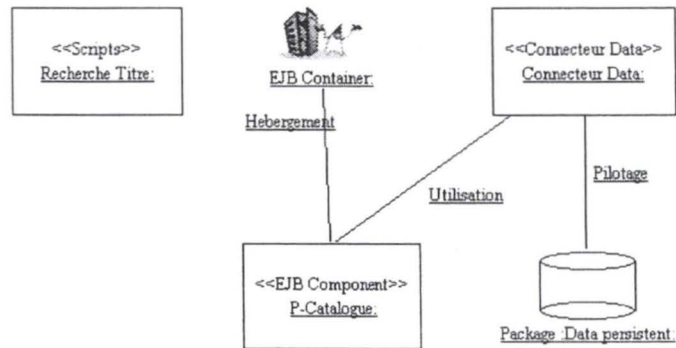 <<Scripts>>
Recherche Titre:
EJB Container:
<<Connecteur Data>>
Connecteur Data:
Hebergement
Utilisation
Pilotage
<<EJB Component>>
P-Catalogue:
Package :Data persistent: